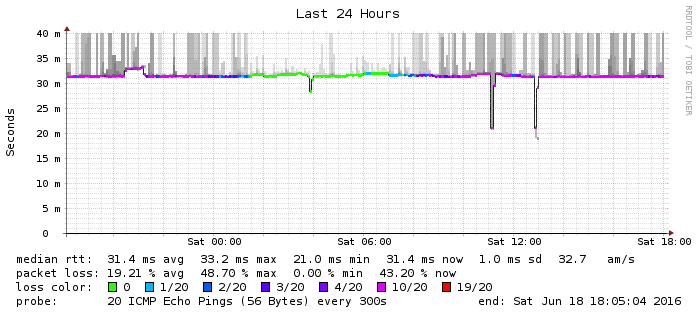 Last 24 Hours
RRDTOOL / TOBI OETIKER
Seconds
40 m
35 m
30 m
25 m
20 m
15 m
10 m
5 m
0
Sat 00:00 Sat 06:00 Sat 12:00 Sat 18:00
median rtt: 31.4 ms avg 33.2 ms max 21.0 ms min 31.4 ms now 1.0 ms sd 32.7 am/s
packet loss: 19.21 % avg 48.70 % max 0.00 % min 43.20 % now
loss color: 0 1/20 2/20 3/20 4/20 10/20 19/20
probe: 20 ICMP Echo Pings (56 Bytes) every 300s end: Sat Jun 18 18:05:04 2016